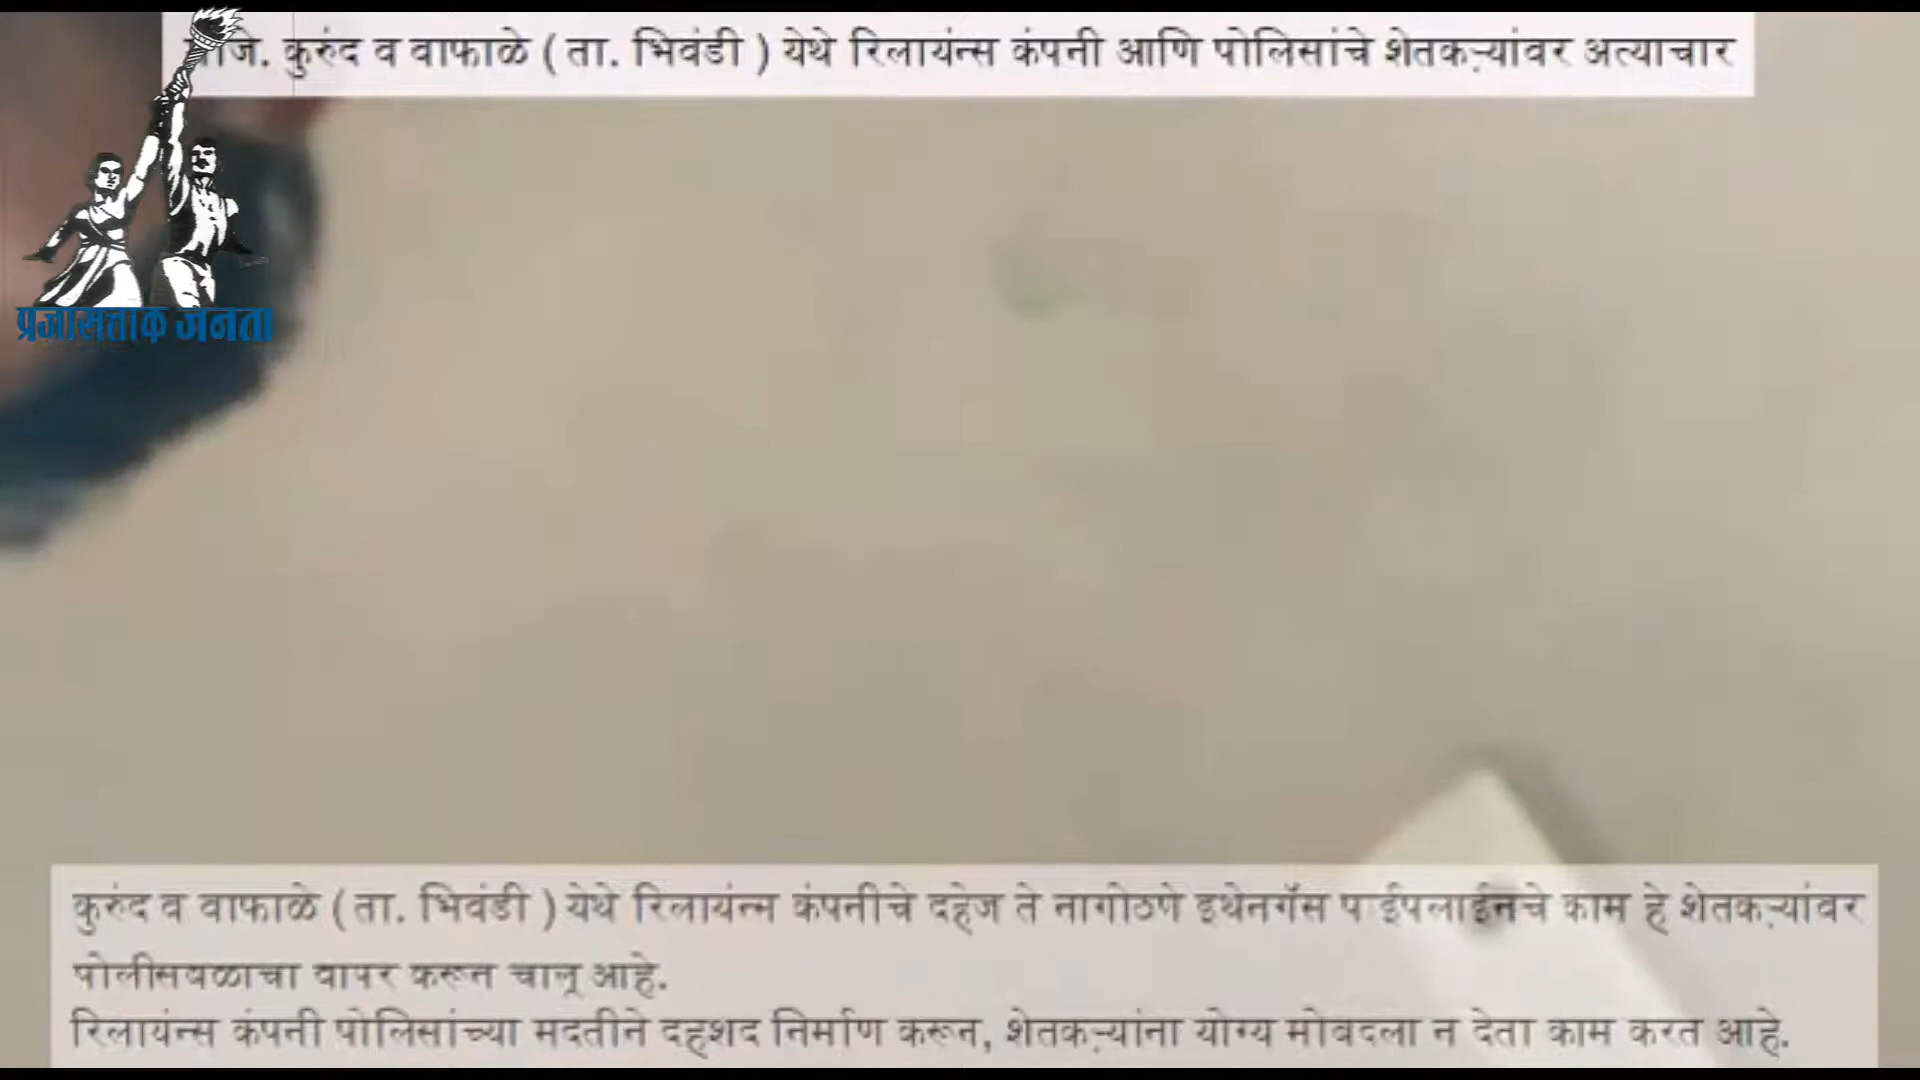 जि. कुरुंद व वाफाळे ( ता. भिवंडी ) येथे रिलायंन्स कंपनी आणि पोलिसांचे शेतकऱ्यांवर अत्याचार
प्रजासत्ताक जनता
कुरुंद व वाफाळे ( ता. भिवंडी ) येथे रिलायंन्स कंपनीचे दहेज ते नागोठणे इथेनगॅस पाईपलाईनचे काम हे शेतकऱ्यांवर
पोलीसबळाचा वापर करून चालू आहे.
रिलायंन्स कंपनी पोलिसांच्या मदतीने दहशद निर्माण करून, शेतकऱ्यांना योग्य मोबदला न देता काम करत आहे.